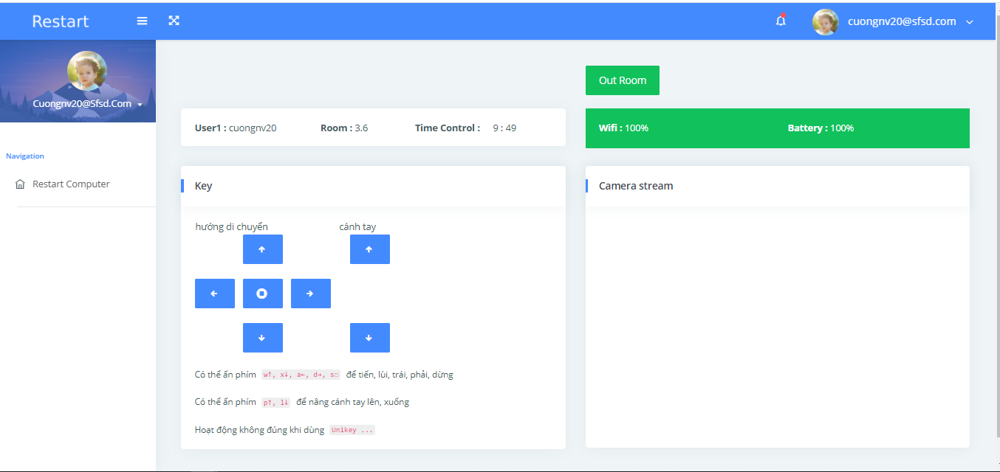 Restart
cuongnv20@sfsd.com
Cuongnv20@Sfsd.Com
Out Room
User1 : cuongnv20 Room : 3.6 Time Control : 9 : 49
Wifi : 100% Battery : 100%
Navigation
Restart Computer
Key
Camera stream
hướng di chuyển cánh tay
Có thể ấn phím w↑, x↓, a←, d→, s□ để tiến, lùi, trái, phải, dừng
Có thể ấn phím p↑, l↓ để nâng cánh tay lên, xuống
Hoạt động không đúng khi dùng Unikey ...